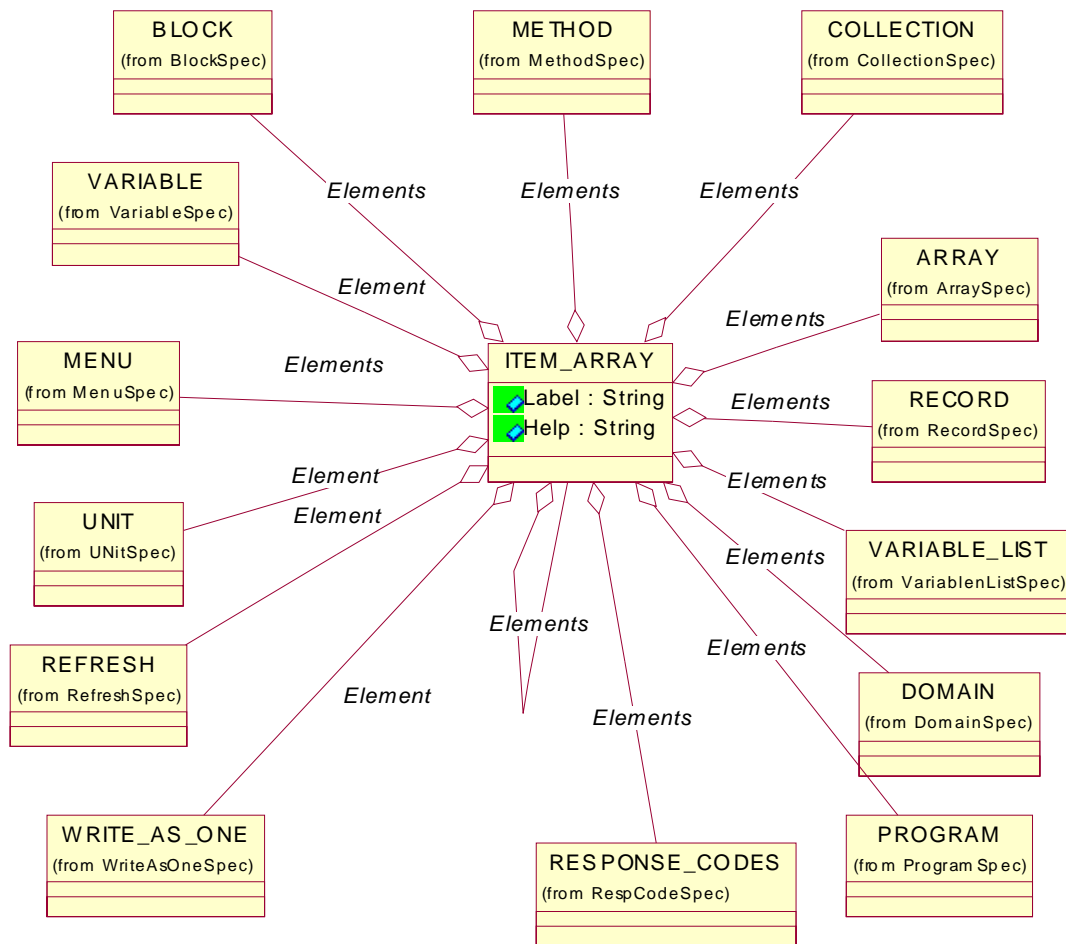 BLOCK
(from BlockSpec)
METHOD
(from MethodSpec)
COLLECTION
(from CollectionSpec)
VARIABLE
(from VariableSpec)
Elements
Elements
Elements
ARRAY
(from ArraySpec)
Element
Elements
MENU
(from MenuSpec)
Elements
ITEM_ARRAY
Label : String
Help : String
Elements
RECORD
(from RecordSpec)
Element
Elements
UNIT
(from UNitSpec)
Element
VARIABLE_LIST
(from VariablenListSpec)
Elements
Elements
Elements
REFRESH
(from RefreshSpec)
Element
Elements
DOMAIN
(from DomainSpec)
WRITE_AS_ONE
(from WriteAsOneSpec)
RESPONSE_CODES
(from RespCodeSpec)
PROGRAM
(from ProgramSpec)